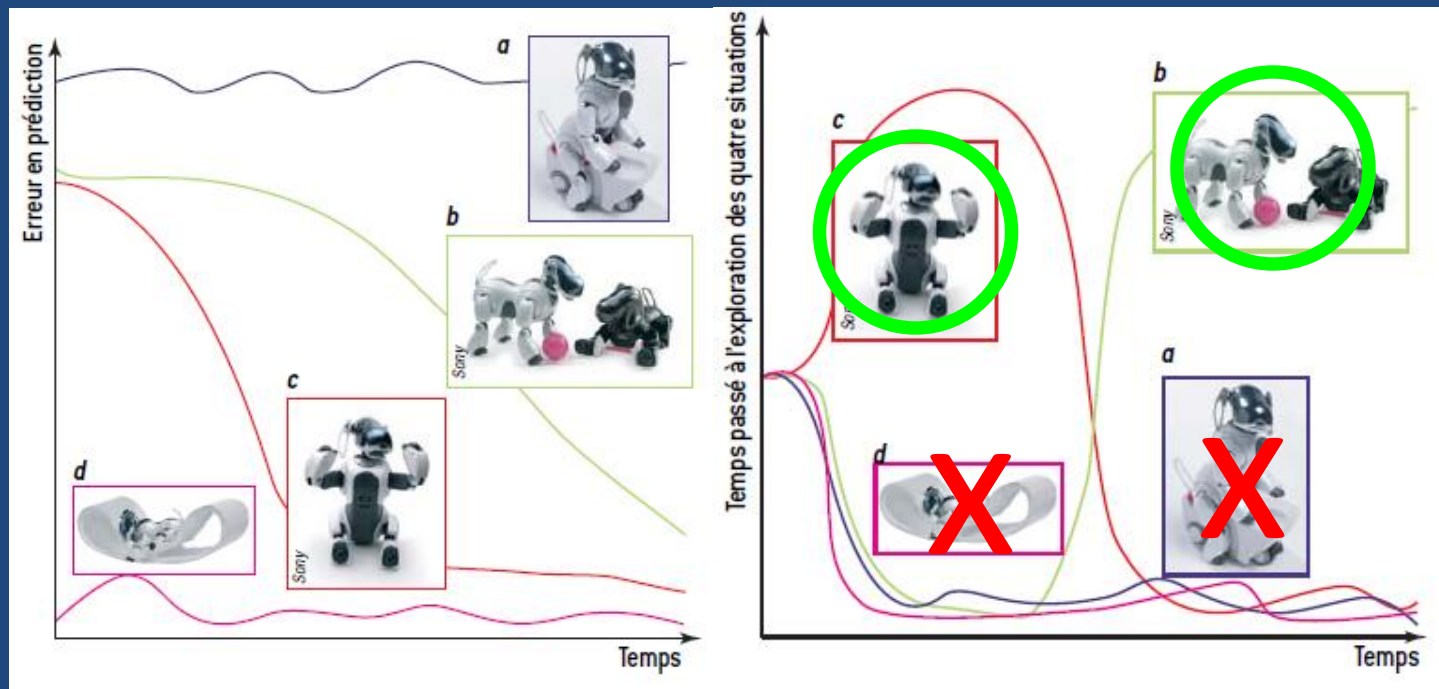 Erreur en prédiction
a
b
Sony
c
Sony
d
Temps
Temps passé à l'exploration des quatre situations
c
b
Sony
a
X
d
X
Temps